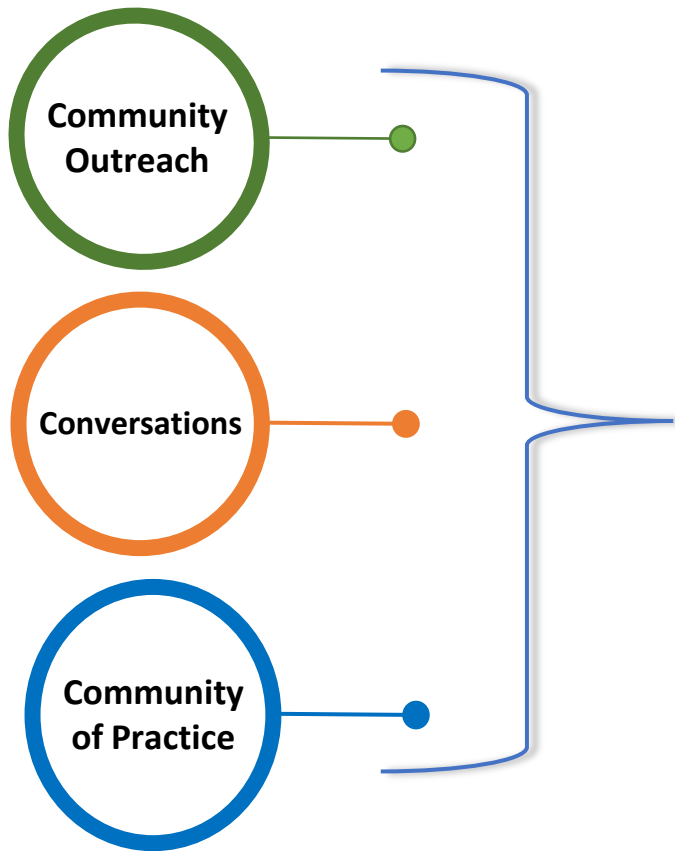 Community
Outreach
Conversations
Community
of Practice